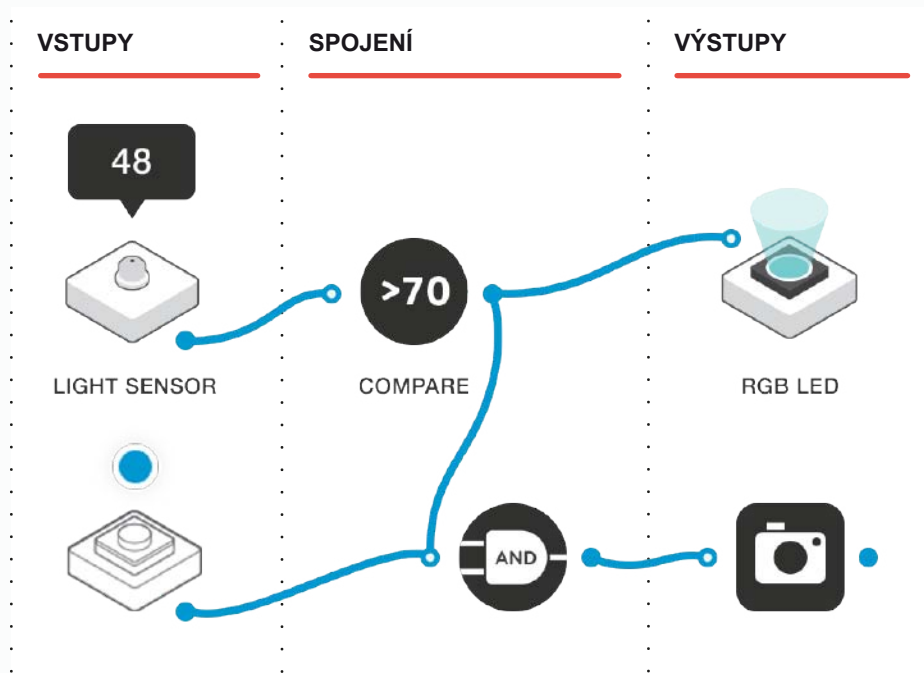 VSTUPY
SPOJENÍ
VÝSTUPY
48
>70
LIGHT SENSOR
COMPARE
RGB LED
AND